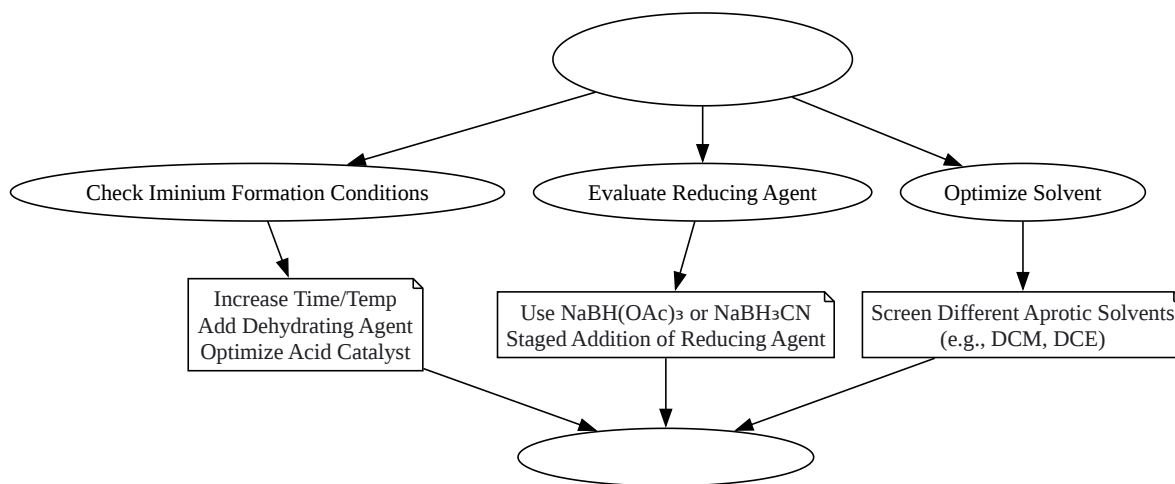 Check Iminium Formation Conditions
Evaluate Reducing Agent
Optimize Solvent
Increase Time/Temp
Add Dehydrating Agent
Optimize Acid Catalyst
Use NaBH(OAc)₃ or NaBH₃CN
Staged Addition of Reducing Agent
Screen Different Aprotic Solvents
(e.g., DCM, DCE)